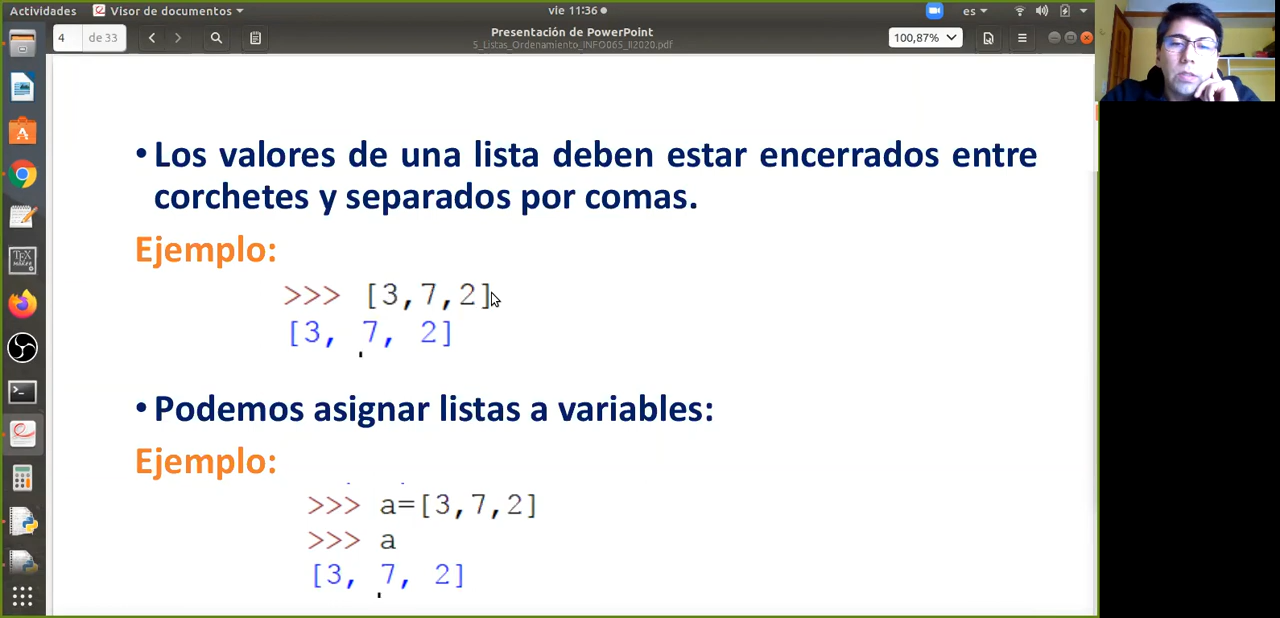 Actividades Visor de documentos vie 11:36 es
4 de 33 Presentación de PowerPoint 100,87%
5_Listas_Ordenamiento_INFO065_II2020.pdf
• Los valores de una lista deben estar encerrados entre
corchetes y separados por comas.
Ejemplo:
>>> [3,7,2]
[3, 7, 2]
• Podemos asignar listas a variables:
Ejemplo:
>>> a=[3,7,2]
>>> a
[3, 7, 2]